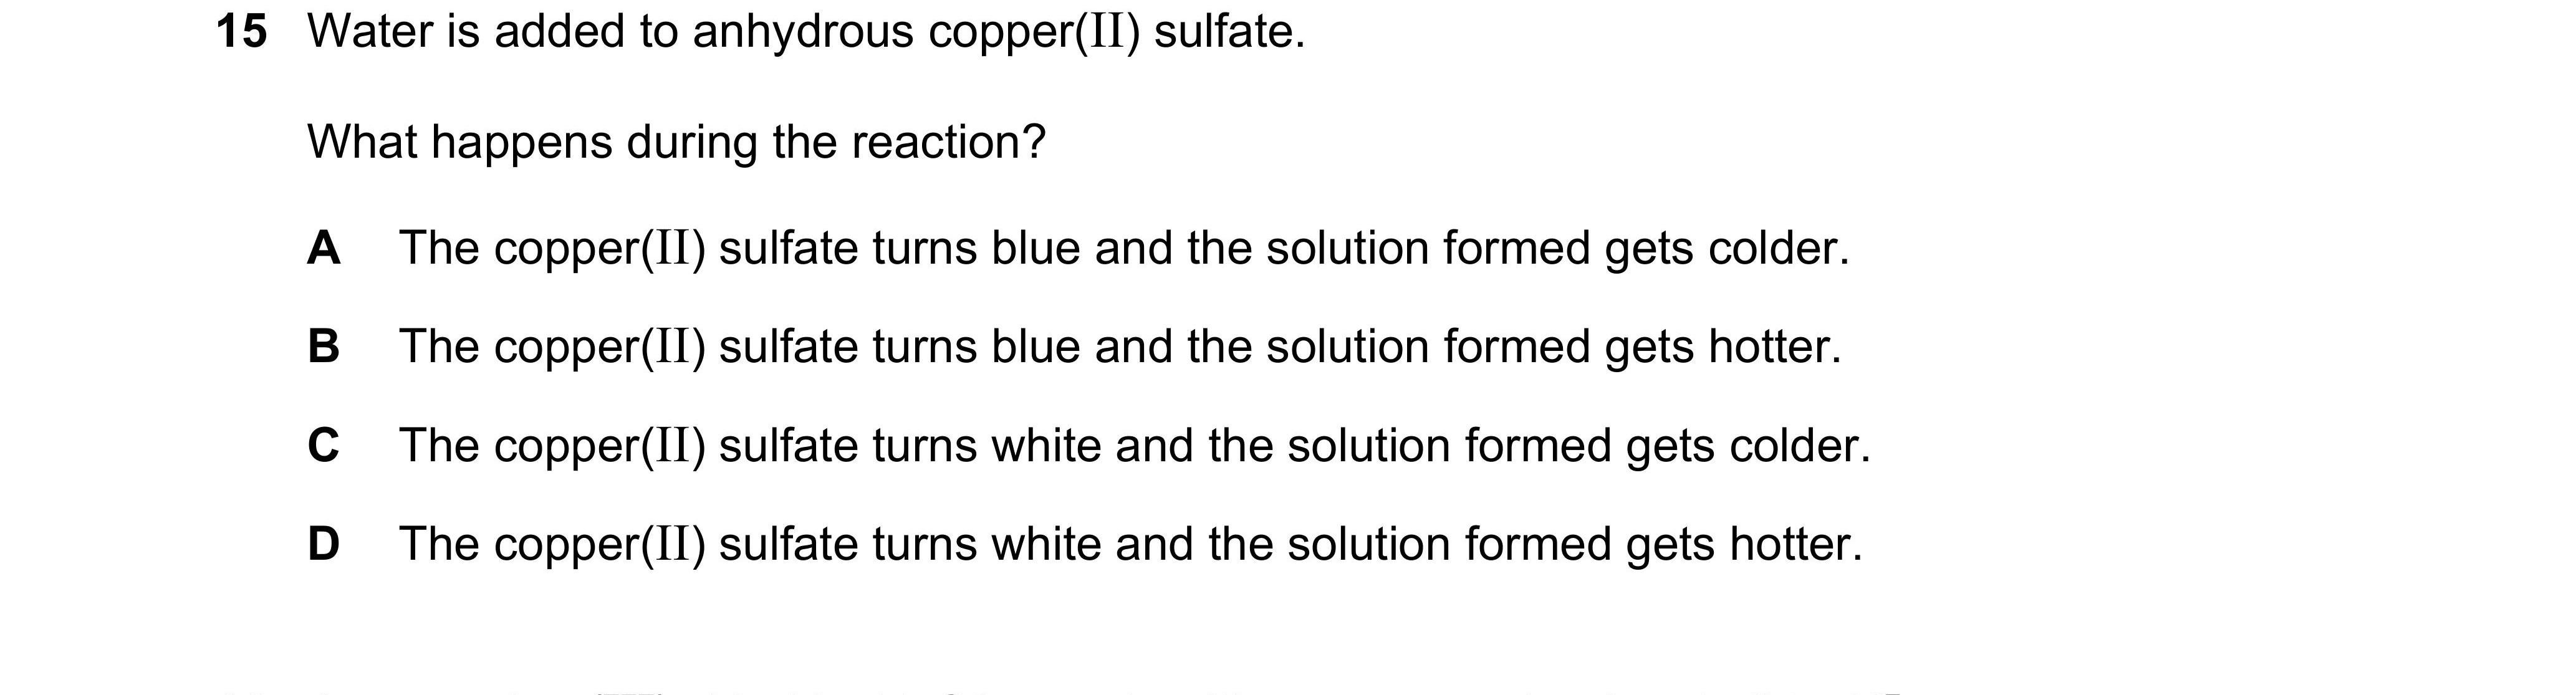 15 Water is added to anhydrous copper(II) sulfate.
What happens during the reaction?
A The copper(II) sulfate turns blue and the solution formed gets colder.
B The copper(II) sulfate turns blue and the solution formed gets hotter.
C The copper(II) sulfate turns white and the solution formed gets colder.
D The copper(II) sulfate turns white and the solution formed gets hotter.